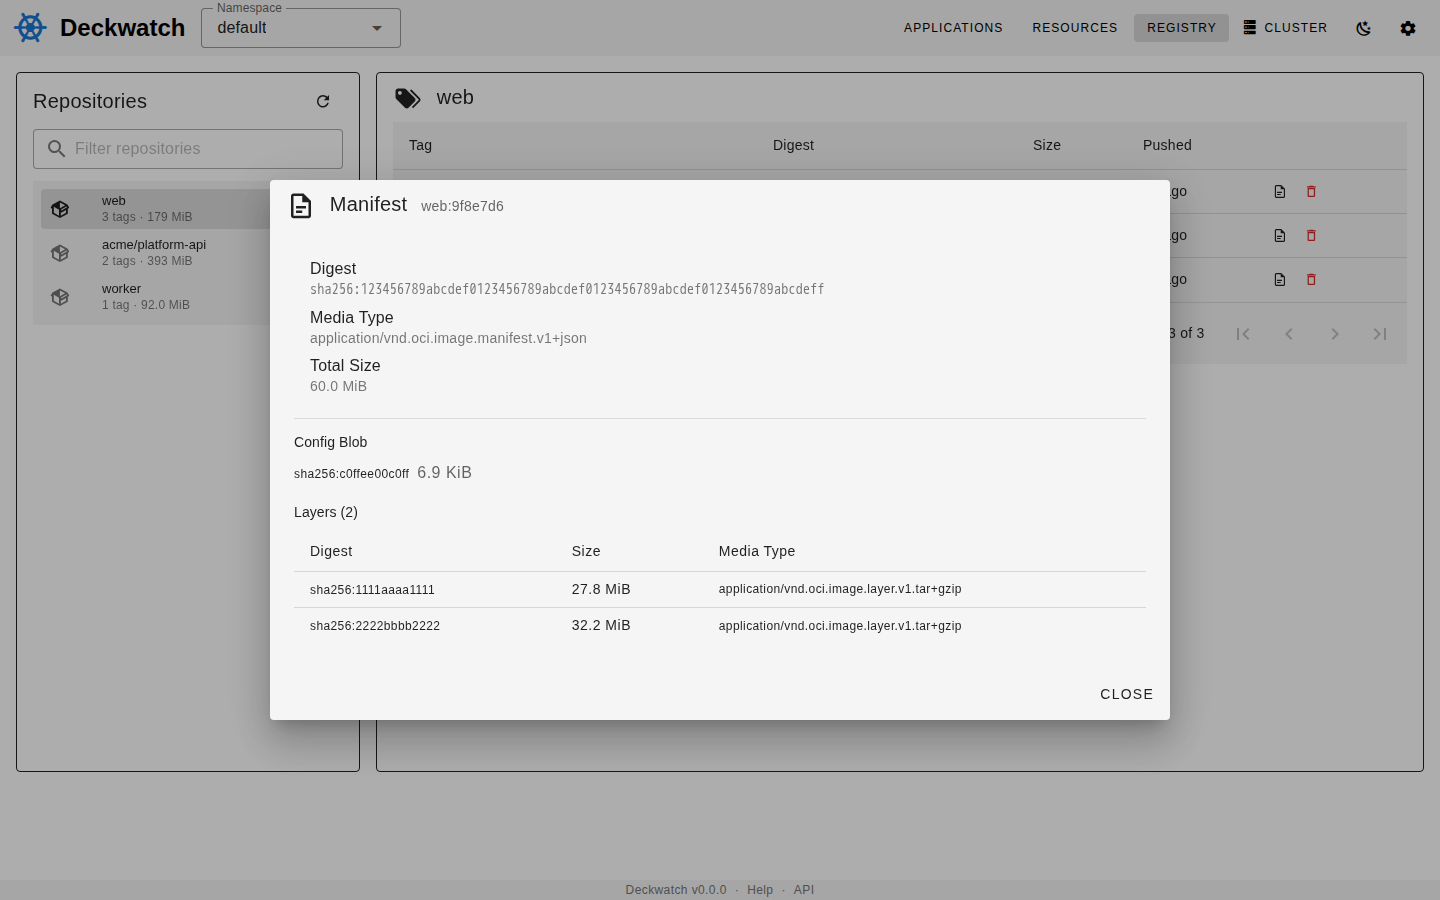 Deckwatch
Namespace
default
APPLICATIONS
RESOURCES
REGISTRY
CLUSTER
Repositories
Filter repositories
web
3 tags · 179 MiB
acme/platform-api
2 tags · 393 MiB
worker
1 tag · 92.0 MiB
web
Tag Digest Size Pushed
ago
ago
ago
3 of 3
Manifest web:9f8e7d6
Digest
sha256:123456789abcdef0123456789abcdef0123456789abcdef0123456789abcdeff
Media Type
application/vnd.oci.image.manifest.v1+json
Total Size
60.0 MiB
Config Blob
sha256:c0ffee00c0ff 6.9 KiB
Layers (2)
Digest Size Media Type
sha256:1111aaaa1111 27.8 MiB application/vnd.oci.image.layer.v1.tar+gzip
sha256:2222bbbb2222 32.2 MiB application/vnd.oci.image.layer.v1.tar+gzip
CLOSE
Deckwatch v0.0.0 · Help · API